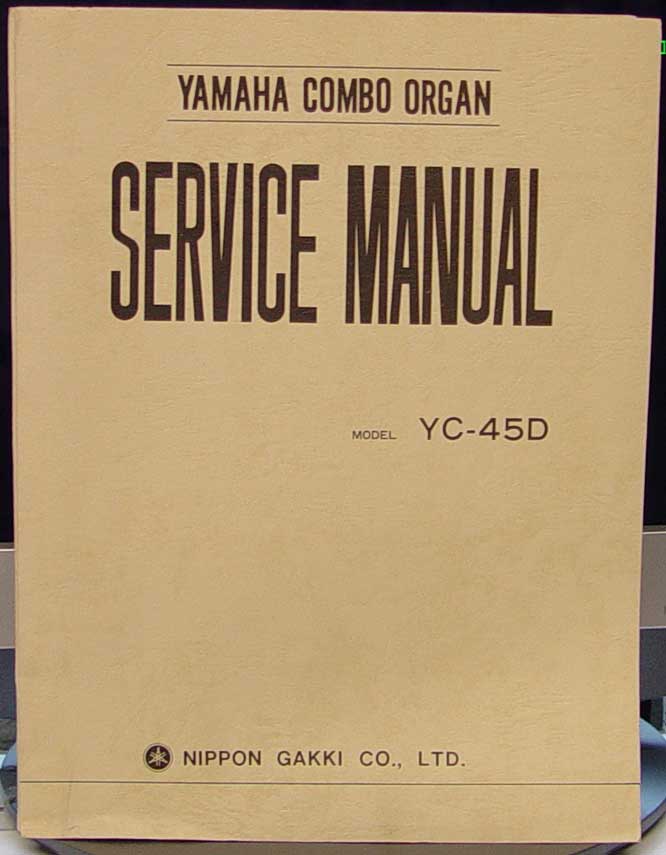 YAMAHA COMBO ORGAN
SERVICE MANUAL
MODEL YC-45D
NIPPON GAKKI CO., LTD.